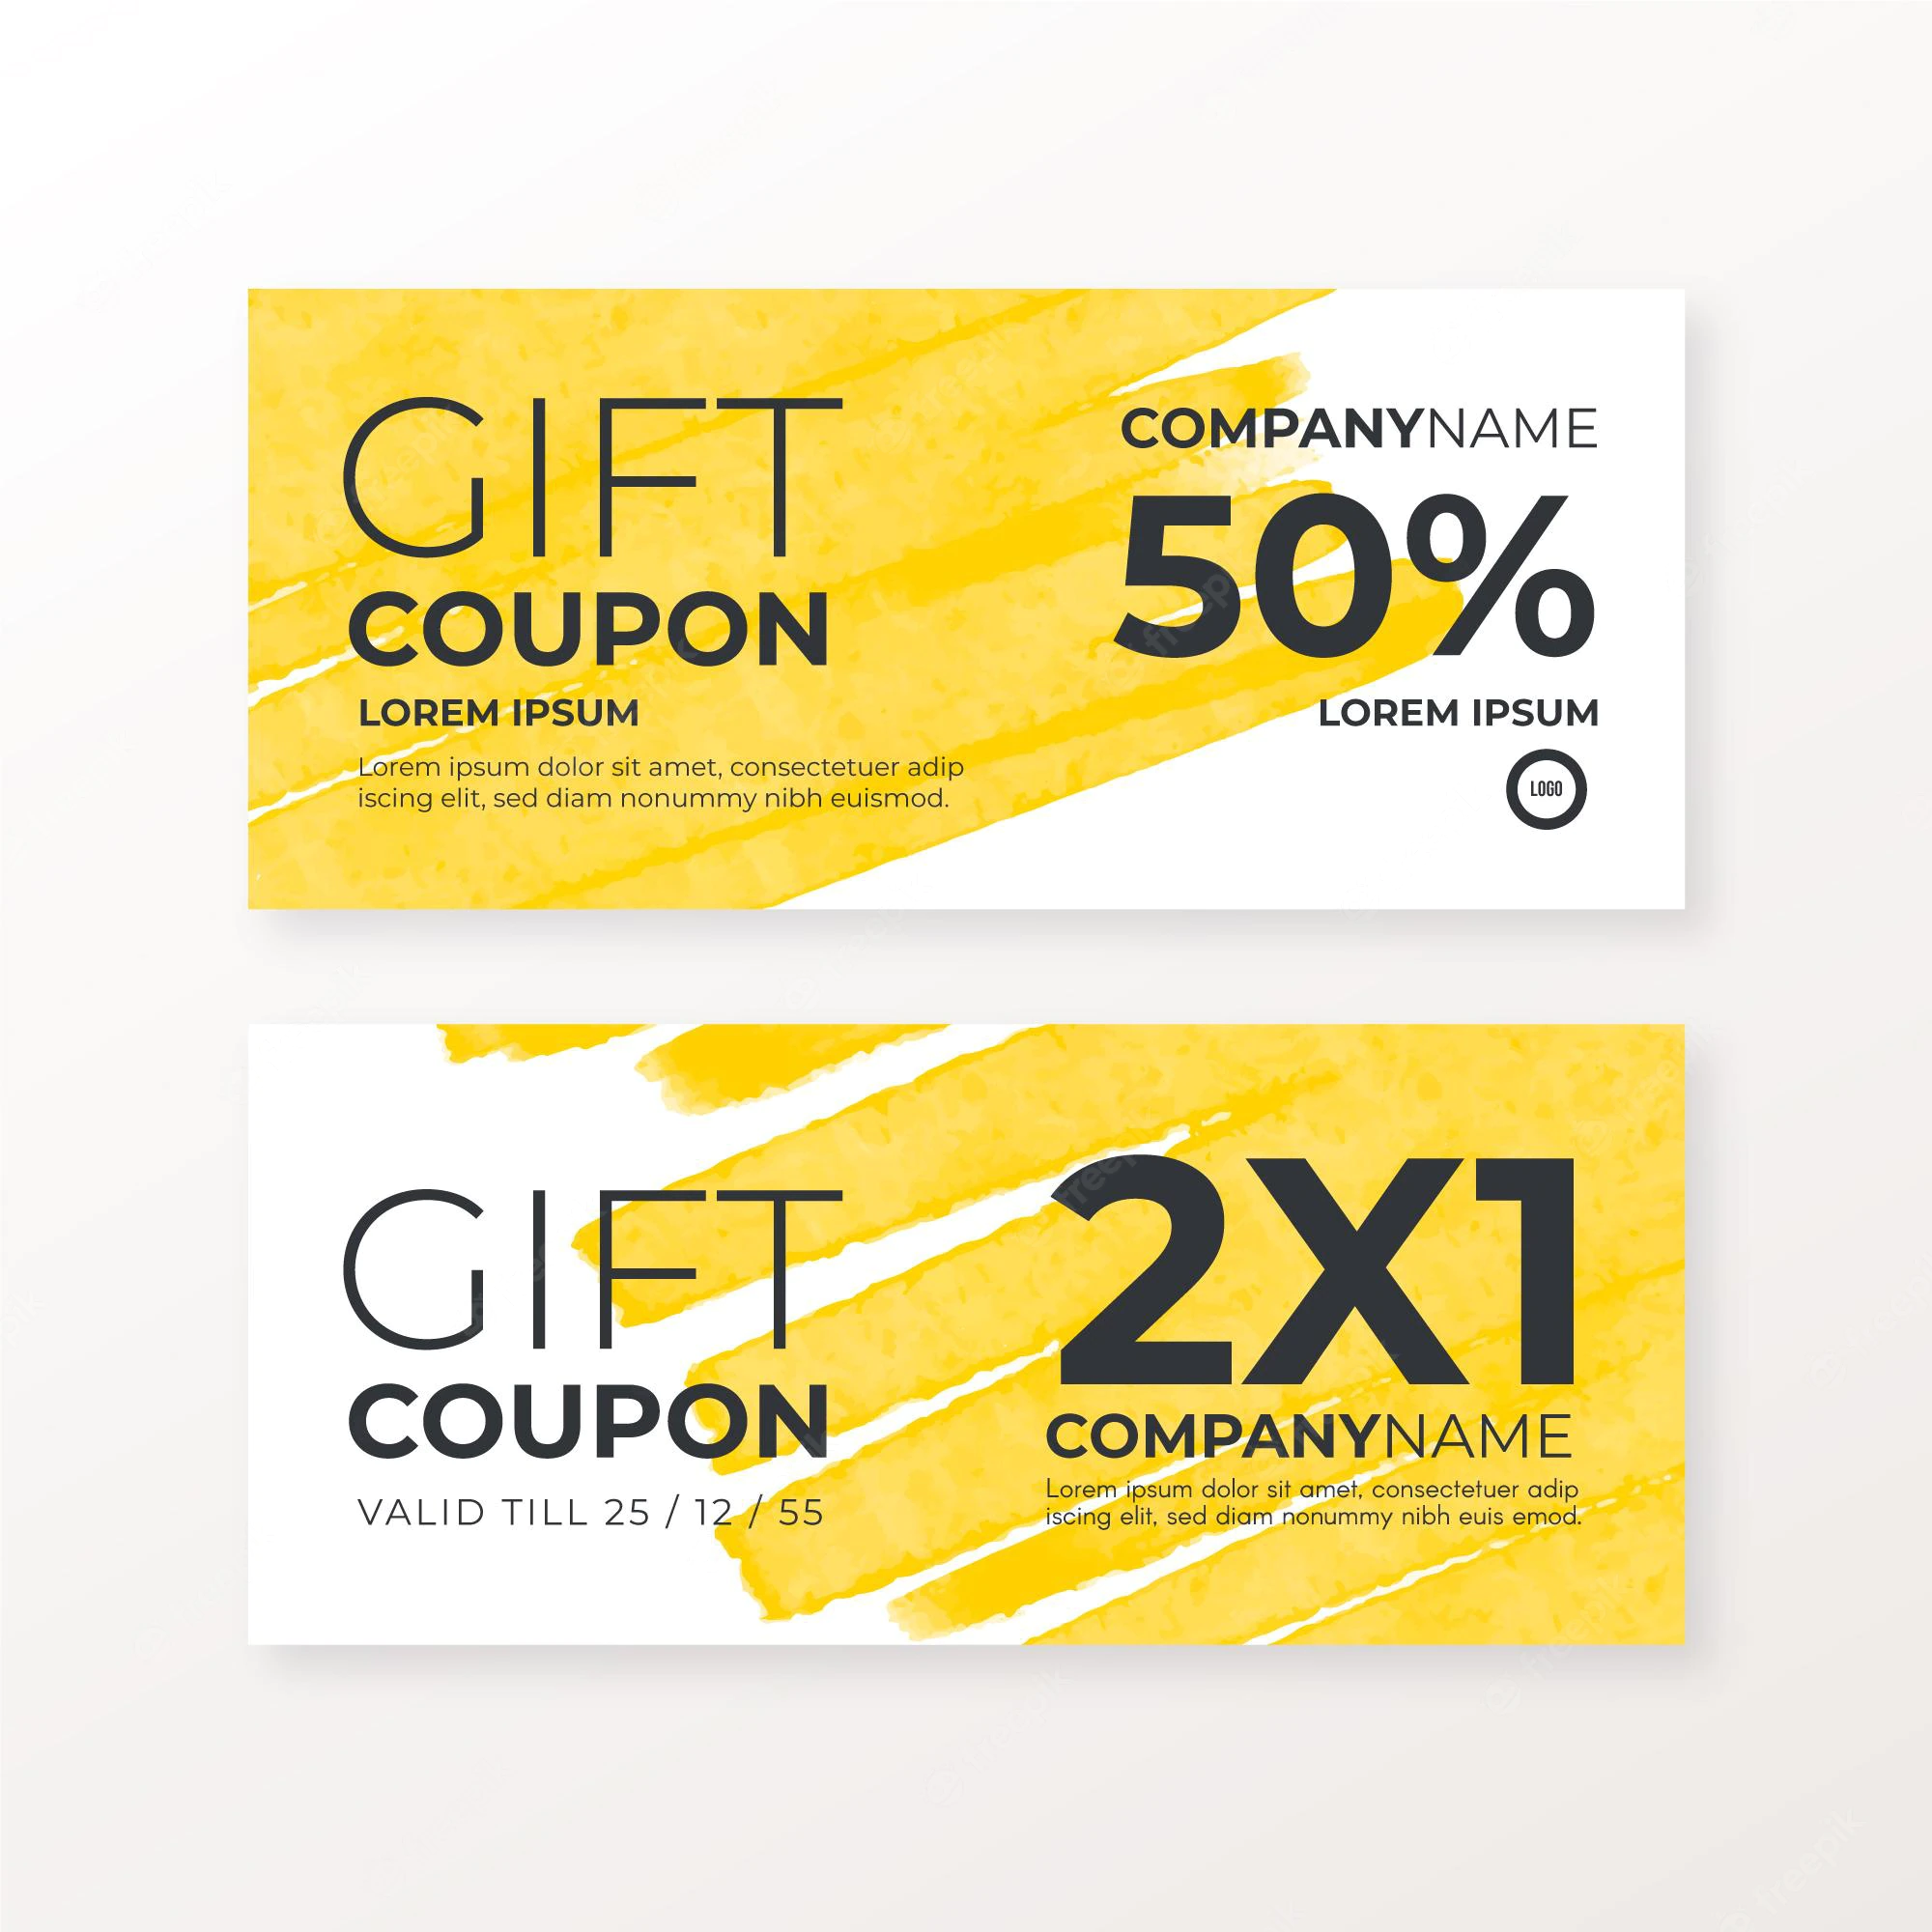 GIFT
COUPON
LOREM IPSUM
Lorem ipsum dolor sit amet, consectetuer adip
iscing elit, sed diam nonummy nibh euismod.
COMPANYNAME
50%
LOREM IPSUM
LOGO
GIFT
COUPON
VALID TILL 25 / 12 / 55
2X1
COMPANYNAME
Lorem ipsum dolor sit amet, consectetuer adip
iscing elit, sed diam nonummy nibh euis emod.
freepik